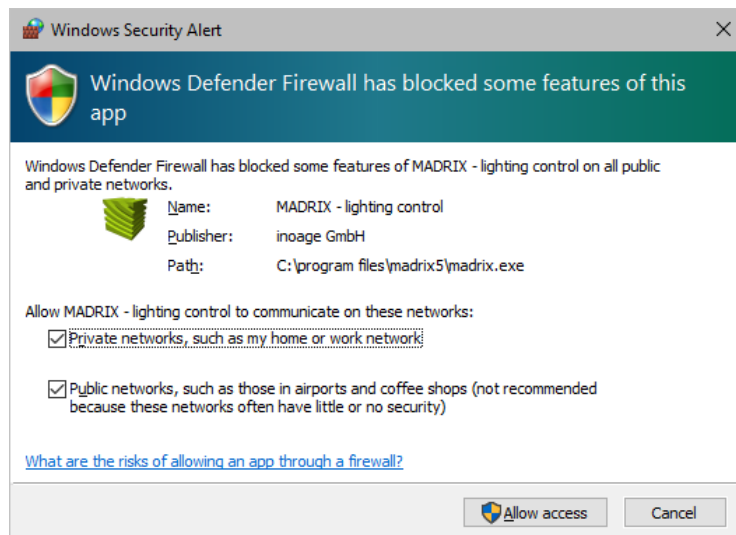 Windows Security Alert
Windows Defender Firewall has blocked some features of this
app
Windows Defender Firewall has blocked some features of MADRIX - lighting control on all public
and private networks.
Name: MADRIX - lighting control
Publisher: inoage GmbH
Path: C:\program files\madrix5\madrix.exe
Allow MADRIX - lighting control to communicate on these networks:
Private networks, such as my home or work network
Public networks, such as those in airports and coffee shops (not recommended
because these networks often have little or no security)
What are the risks of allowing an app through a firewall?
Allow access Cancel